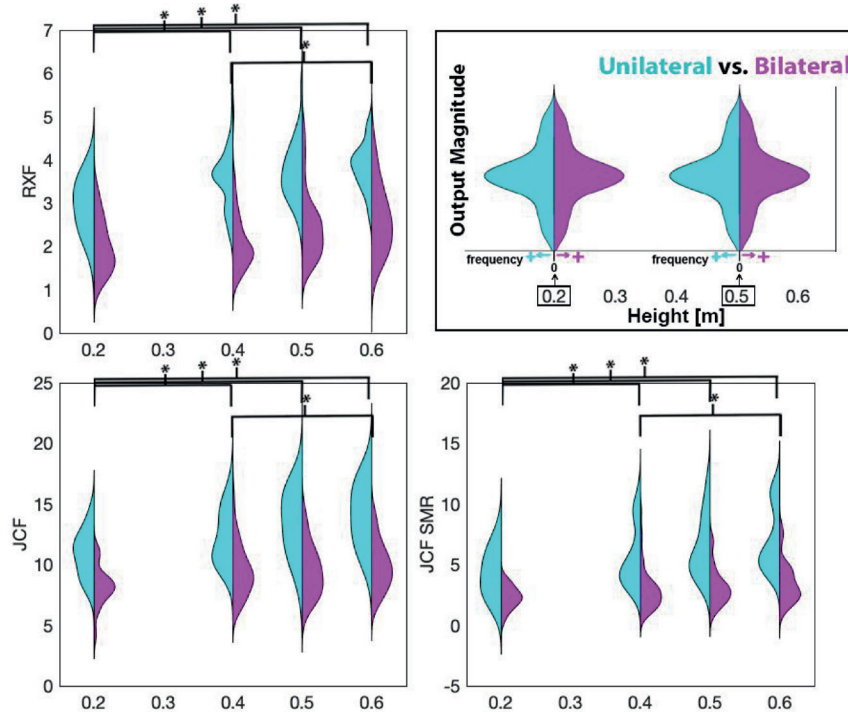 * * *
*
7
6
5
4
3
2
1
0
RXF
0.2 0.3 0.4 0.5 0.6
Unilateral vs. Bilateral
Output Magnitude
frequency + + frequency + +
0 0
0.2 0.3 0.4 0.5 0.6
Height [m]
* * *
*
25
20
15
10
5
0
JCF
0.2 0.3 0.4 0.5 0.6
* * *
*
20
15
10
5
0
-5
JCF SMR
0.2 0.3 0.4 0.5 0.6